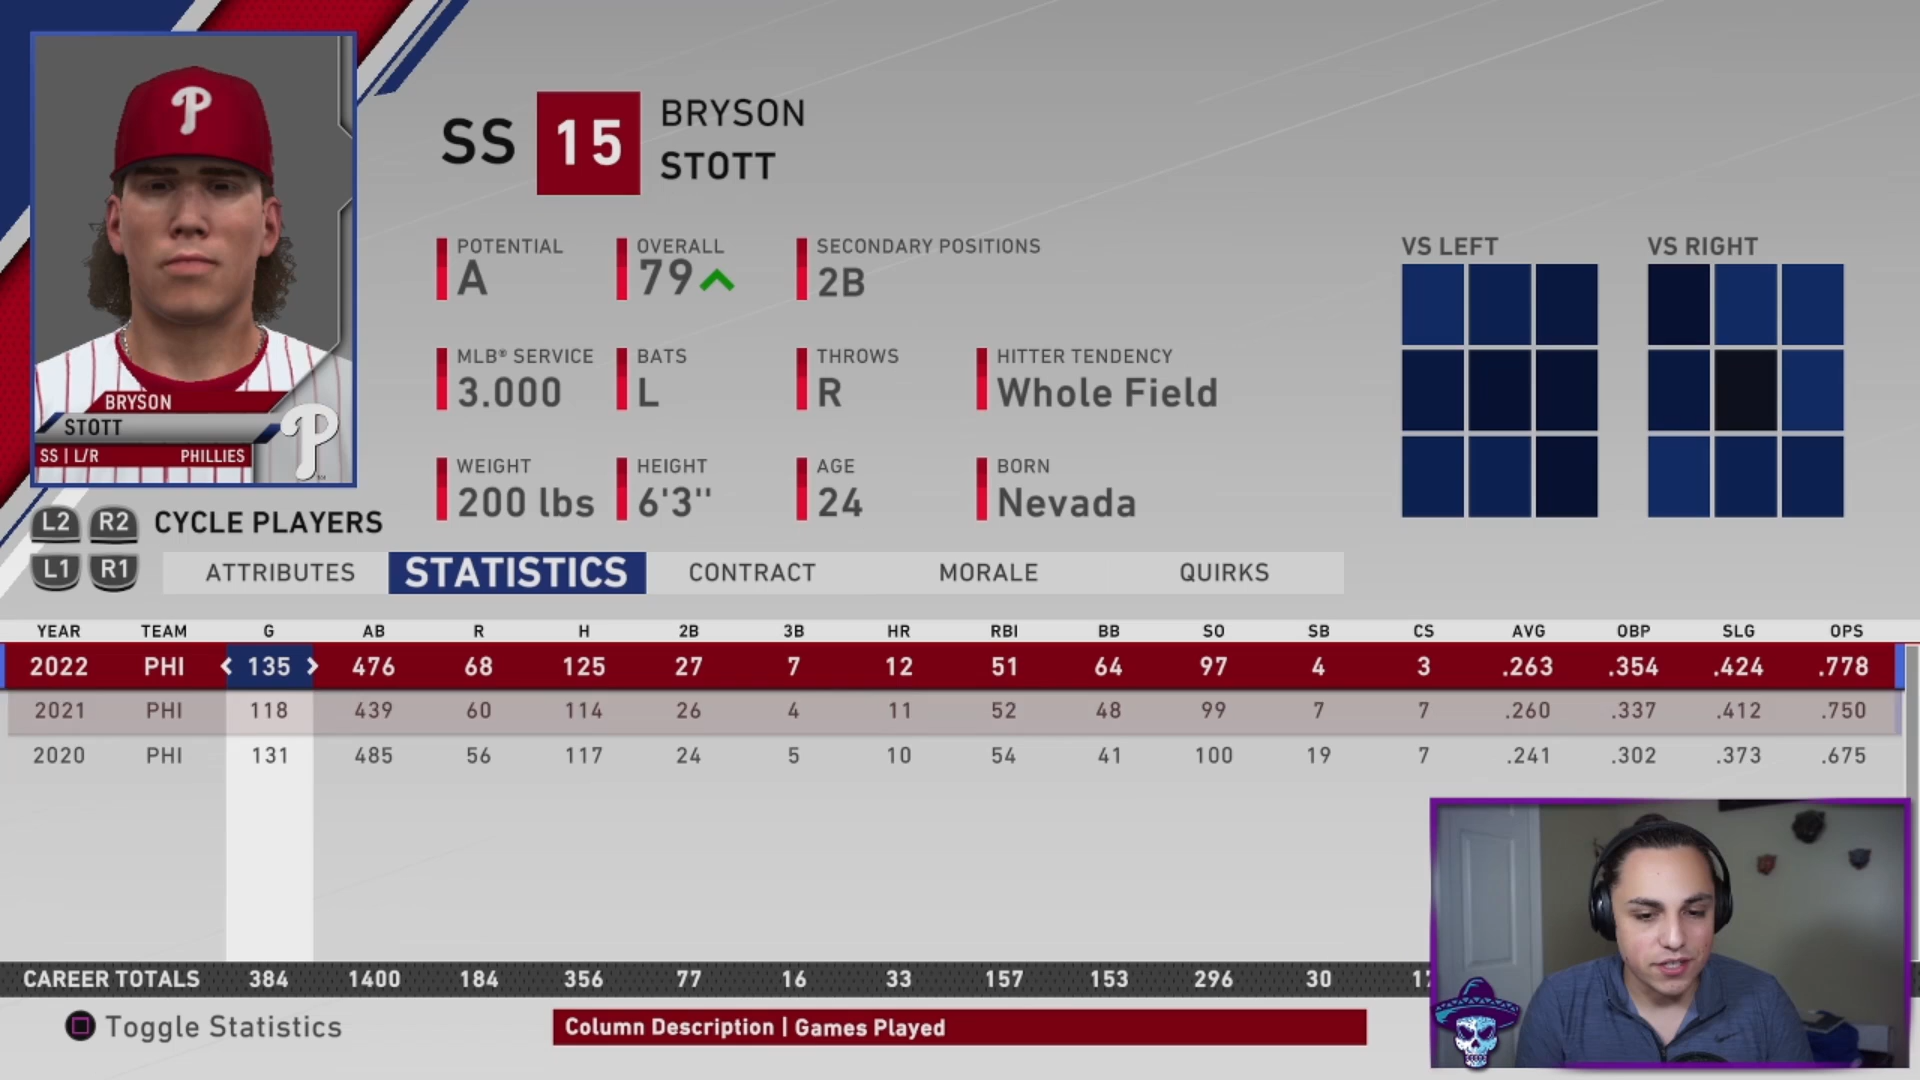 P
SS 15 BRYSON
STOTT
POTENTIAL
A
OVERALL
79
SECONDARY POSITIONS
2B
VS LEFT
VS RIGHT
MLB® SERVICE
3.000
BATS
L
THROWS
R
HITTER TENDENCY
Whole Field
BRYSON
STOTT
SS | L/R PHILLIES
P
WEIGHT
200 lbs
HEIGHT
6'3"
AGE
24
BORN
Nevada
L2 R2 CYCLE PLAYERS
L1 R1 ATTRIBUTES STATISTICS CONTRACT MORALE QUIRKS
YEAR TEAM G AB R H 2B 3B HR RBI BB SO SB CS AVG OBP SLG OPS
2022 PHI 135 476 68 125 27 7 12 51 64 97 4 3 .263 .354 .424 .778
2021 PHI 118 439 60 114 26 4 11 52 48 99 7 7 .260 .337 .412 .750
2020 PHI 131 485 56 117 24 5 10 54 41 100 19 7 .241 .302 .373 .675
CAREER TOTALS 384 1400 184 356 77 16 33 157 153 296 30
Toggle Statistics
Column Description | Games Played